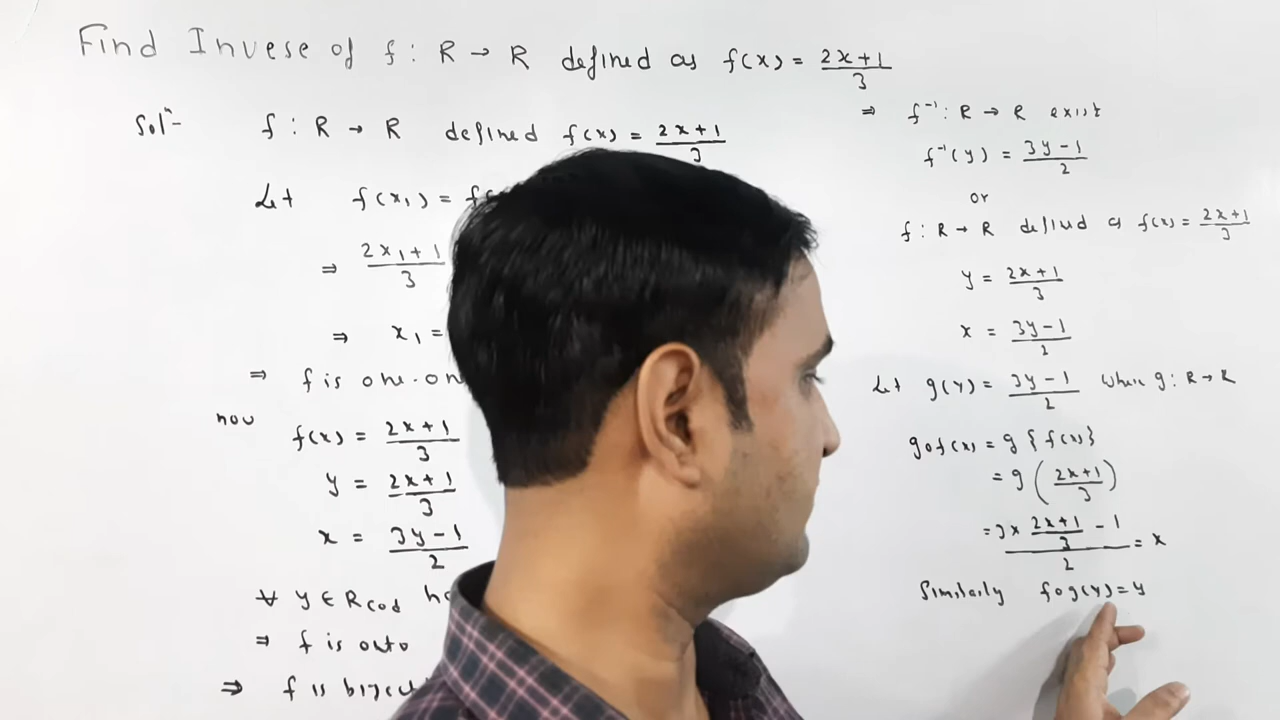 Find Invese of f : R → R defined as f(x) = (2x+1)/3
Solⁿ- f : R → R defined f(x) = (2x+1)/3
Let f(x₁) =
⇒ (2x₁+1)/3
⇒ x₁ =
⇒ f is one-on
now f(x) = (2x+1)/3
y = (2x+1)/3
x = (3y-1)/2
∀ y ∈ R_cod
⇒ f is onto
⇒ f is
⇒ f⁻¹ : R → R exist
f⁻¹(y) = (3y-1)/2
or
f : R → R defined as f(x) = (2x+1)/3
y = (2x+1)/3
x = (3y-1)/2
Let g(y) = (3y-1)/2 where g : R → R
gof(x) = g {f(x)}
= g ((2x+1)/3)
= (3 × (2x+1)/3 - 1)/2 = x
Similarly fog(y) = y